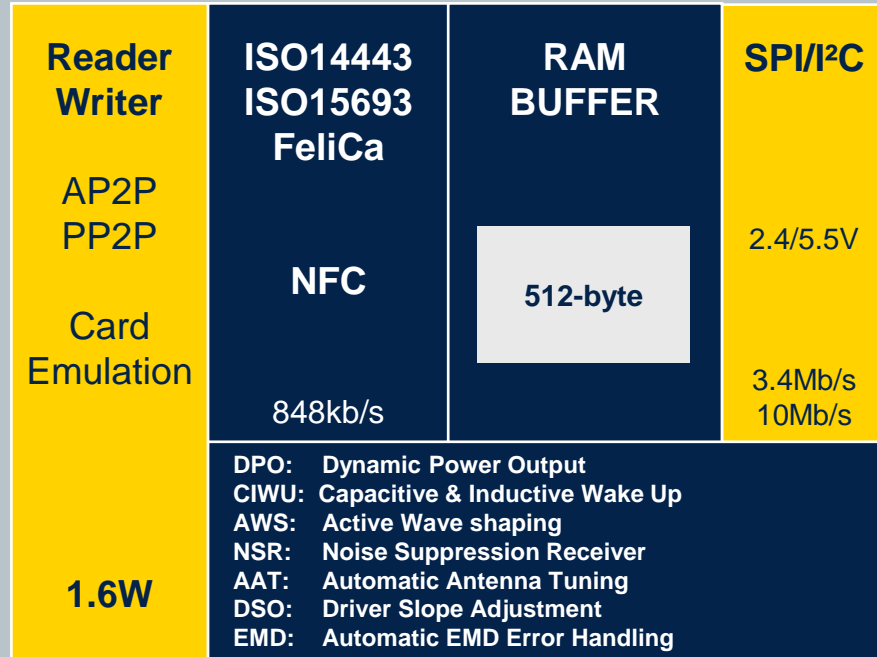 Reader
Writer
AP2P
PP2P
Card
Emulation
1.6W
ISO14443
ISO15693
FeliCa
NFC
848kb/s
RAM
BUFFER
512-byte
SPI/I²C
2.4/5.5V
3.4Mb/s
10Mb/s
DPO: Dynamic Power Output
CIWU: Capacitive & Inductive Wake Up
AWS: Active Wave shaping
NSR: Noise Suppression Receiver
AAT: Automatic Antenna Tuning
DSO: Driver Slope Adjustment
EMD: Automatic EMD Error Handling